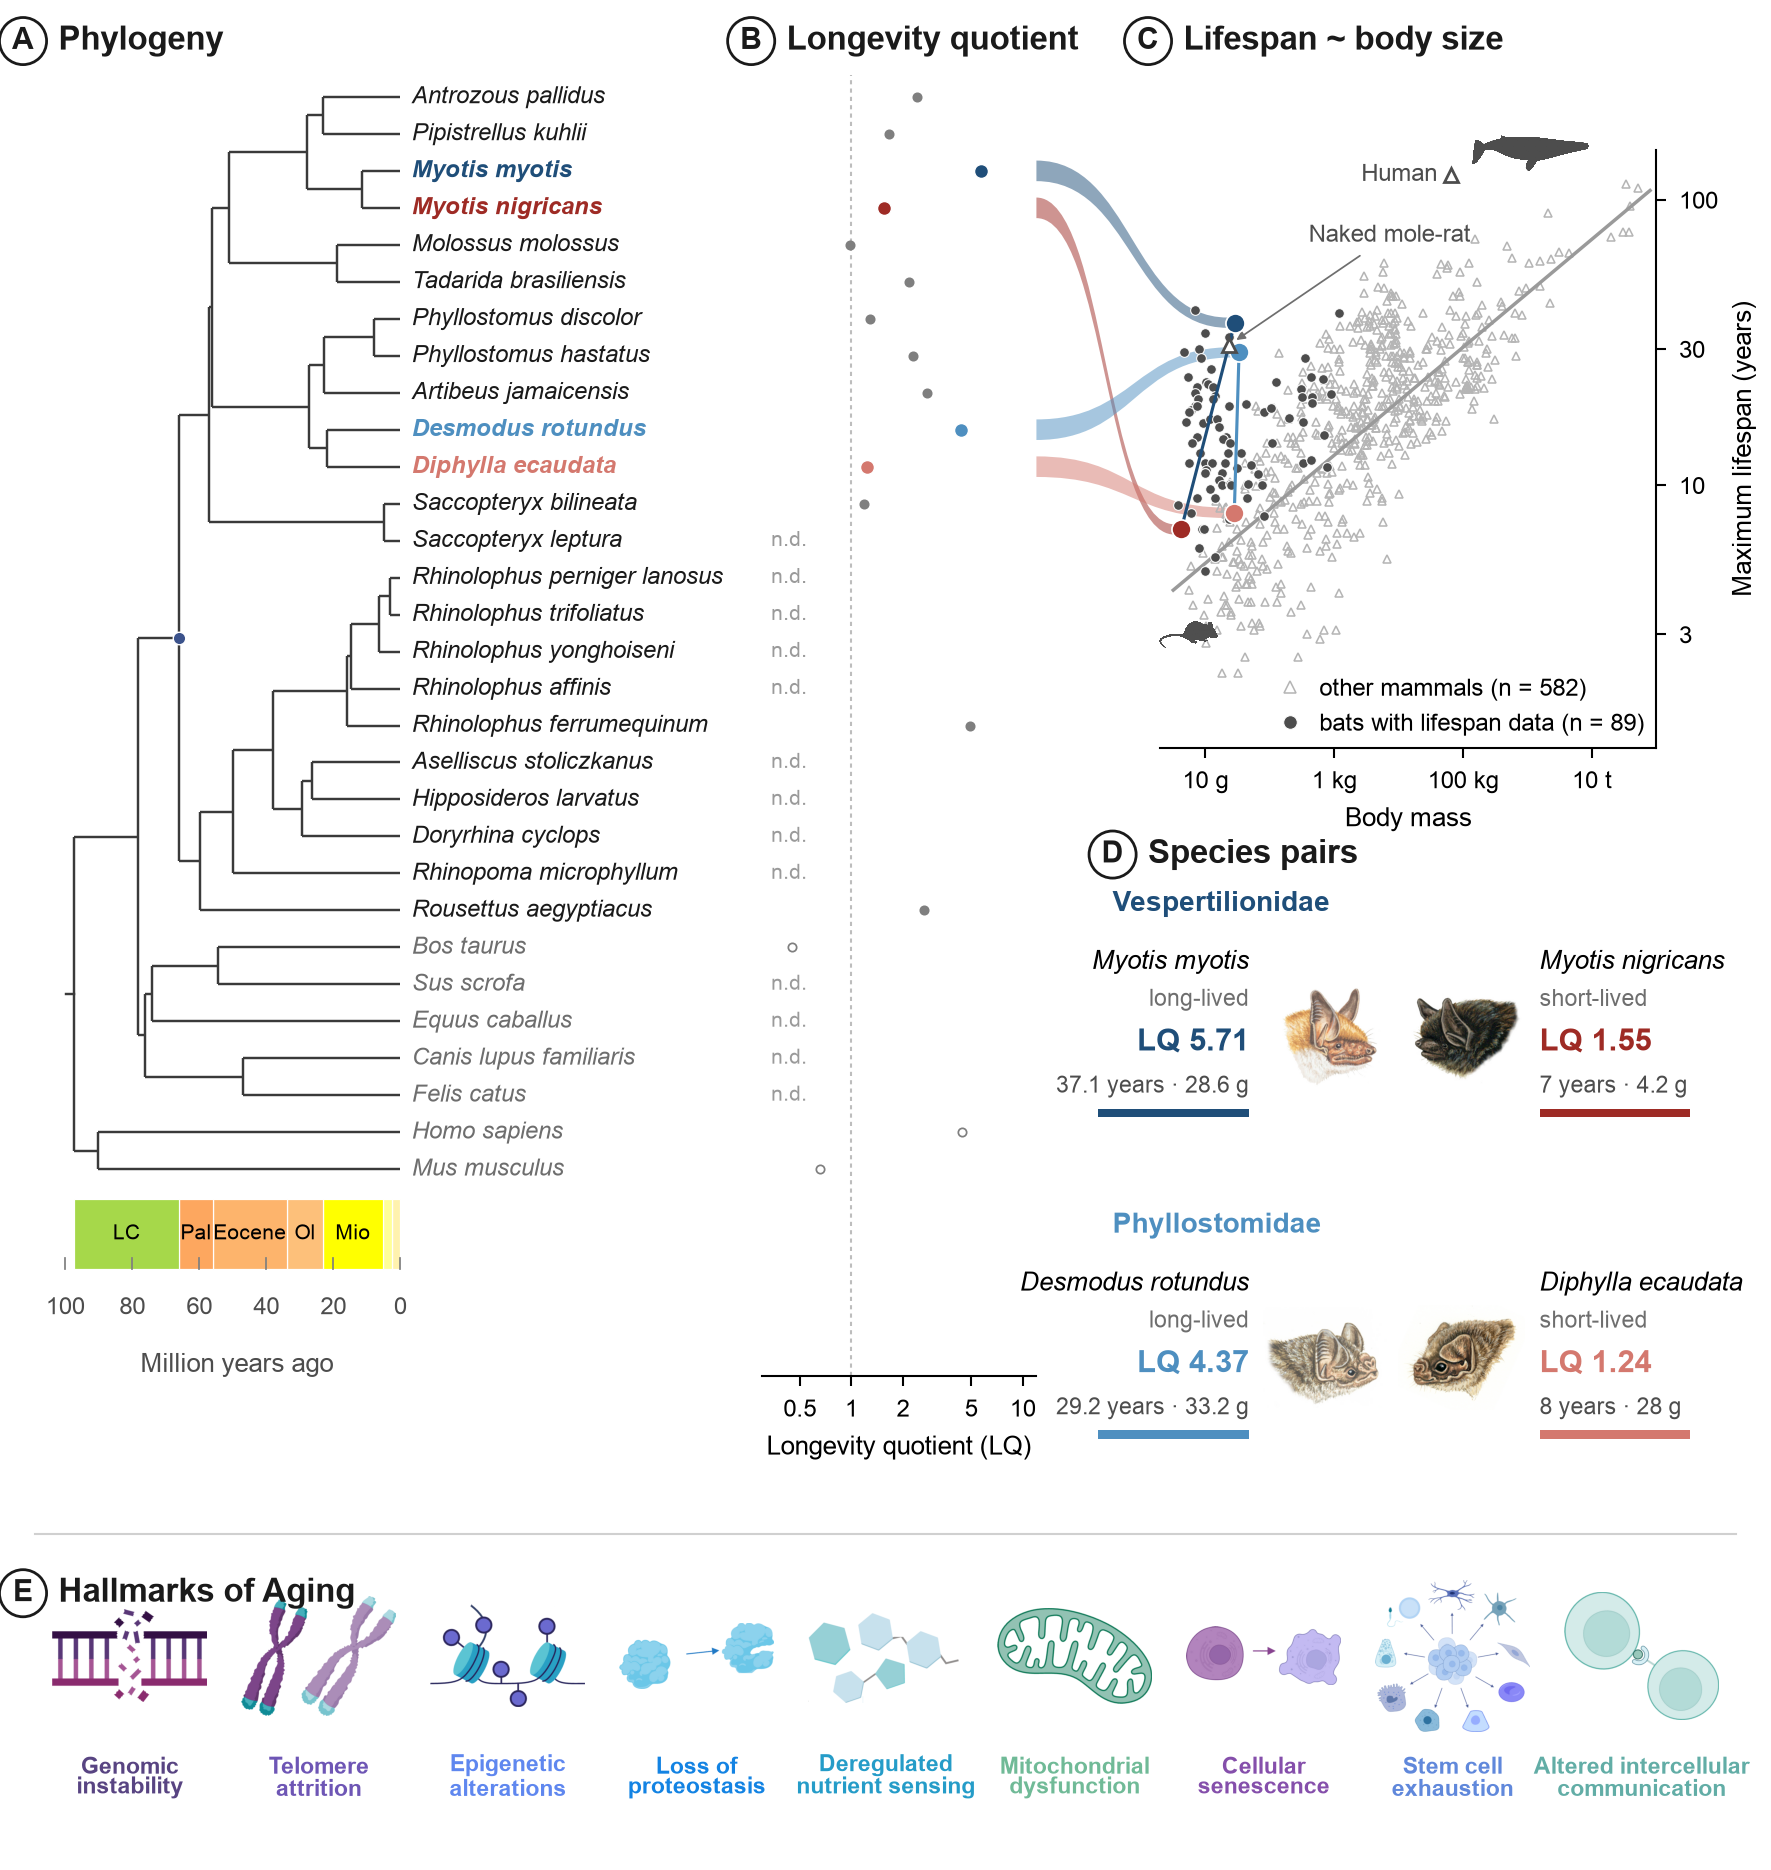 A Phylogeny
B Longevity quotient
C Lifespan ~ body size
Antrozous pallidus
Pipistrellus kuhlii
Myotis myotis
Myotis nigricans
Molossus molossus
Tadarida brasiliensis
Phyllostomus discolor
Phyllostomus hastatus
Artibeus jamaicensis
Desmodus rotundus
Diphylla ecaudata
Saccopteryx bilineata
Saccopteryx leptura n.d.
Rhinolophus perniger lanosus n.d.
Rhinolophus trifoliatus n.d.
Rhinolophus yonghoiseni n.d.
Rhinolophus affinis n.d.
Rhinolophus ferrumequinum
Aselliscus stoliczkanus n.d.
Hipposideros larvatus n.d.
Doryrhina cyclops n.d.
Rhinopoma microphyllum n.d.
Rousettus aegyptiacus
Bos taurus
Sus scrofa n.d.
Equus caballus n.d.
Canis lupus familiaris n.d.
Felis catus n.d.
Homo sapiens
Mus musculus
LC Pal Eocene Ol Mio
100 80 60 40 20 0
Million years ago
0.5 1 2 5 10
Longevity quotient (LQ)
Human
Naked mole-rat
100
30
10
3
Maximum lifespan (years)
other mammals (n = 582)
bats with lifespan data (n = 89)
10 g 1 kg 100 kg 10 t
Body mass
D Species pairs
Vespertilionidae
Myotis myotis
long-lived
LQ 5.71
37.1 years · 28.6 g
Myotis nigricans
short-lived
LQ 1.55
7 years · 4.2 g
Phyllostomidae
Desmodus rotundus
long-lived
LQ 4.37
29.2 years · 33.2 g
Diphylla ecaudata
short-lived
LQ 1.24
8 years · 28 g
E Hallmarks of Aging
Genomic
instability
Telomere
attrition
Epigenetic
alterations
Loss of
proteostasis
Deregulated
nutrient sensing
Mitochondrial
dysfunction
Cellular
senescence
Stem cell
exhaustion
Altered intercellular
communication